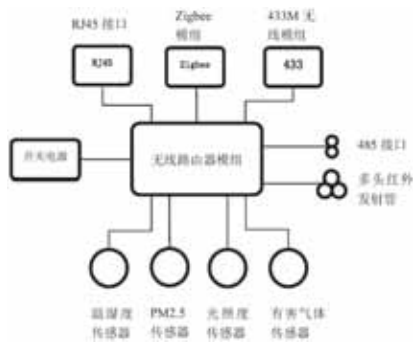 RJ45 接口
Zigbee
模组
433M 无
线模组
RJ45
Zigbee
433
开关电源
无线路由器模组
485 接口
多头红外
发射管
温湿度
传感器
PM2.5
传感器
光照度
传感器
有害气体
传感器